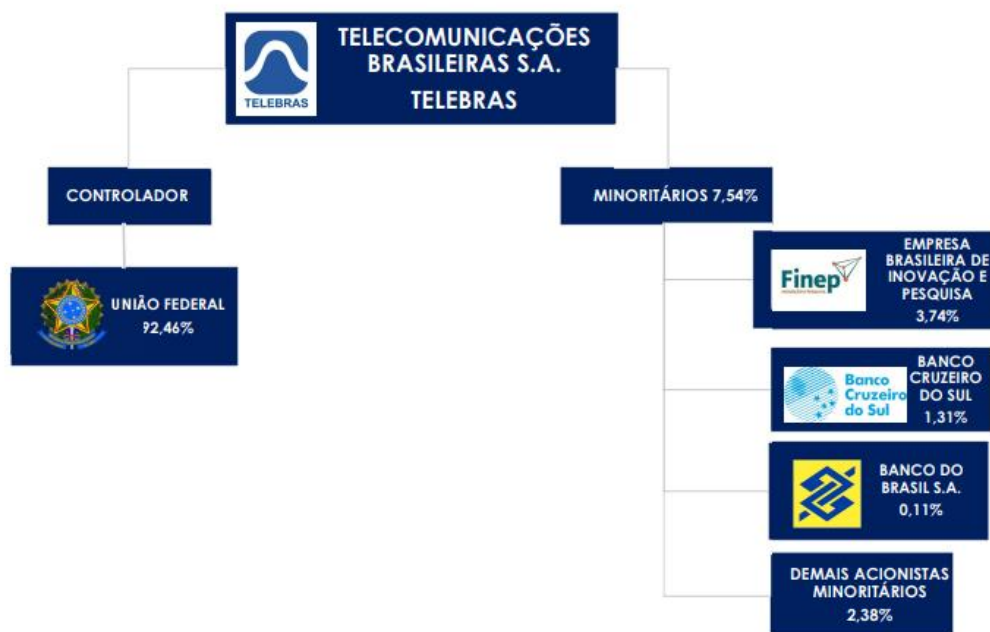 TELECOMUNICAÇÕES
BRASILEIRAS S.A.
TELEBRAS
TELEBRAS
CONTROLADOR
MINORITÁRIOS 7,54%
UNIÃO FEDERAL
92,46%
Finep
EMPRESA
BRASILEIRA DE
INOVAÇÃO E
PESQUISA
3,74%
Banco
Cruzeiro
do Sul
BANCO
CRUZEIRO
DO SUL
1,31%
BANCO DO
BRASIL S.A.
0,11%
DEMAIS ACIONISTAS
MINORITÁRIOS
2,38%